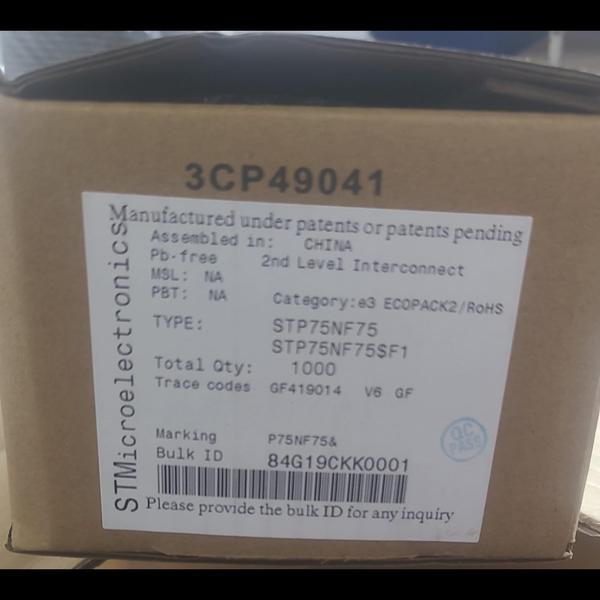 3CP49041
Manufactured under patents or patents pending
STMicroelectronics
Assembled in: CHINA
Pb-free 2nd Level Interconnect
MSL: NA
PBT: NA Category:e3 ECOPACK2/RoHS
TYPE: STP75NF75
STP75NF75$F1
Total Qty: 1000
Trace codes GF419014 V6 GF
Marking P75NF75&
Bulk ID 84G19CKK0001
QC
PASS
Please provide the bulk ID for any inquiry